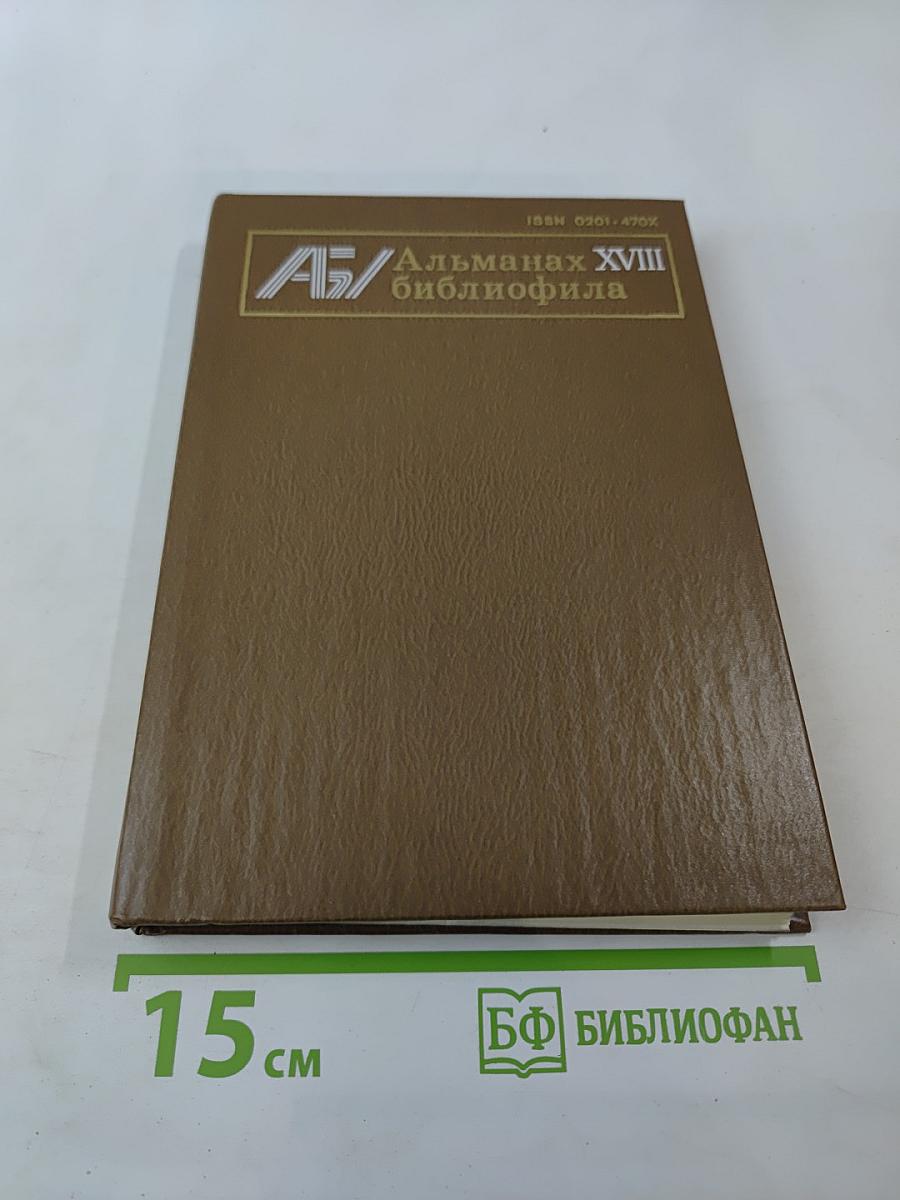 ISSN 0201-470X
АБ Альманах XVIII
библиофила
15 см
БФ БИБЛИОФАН